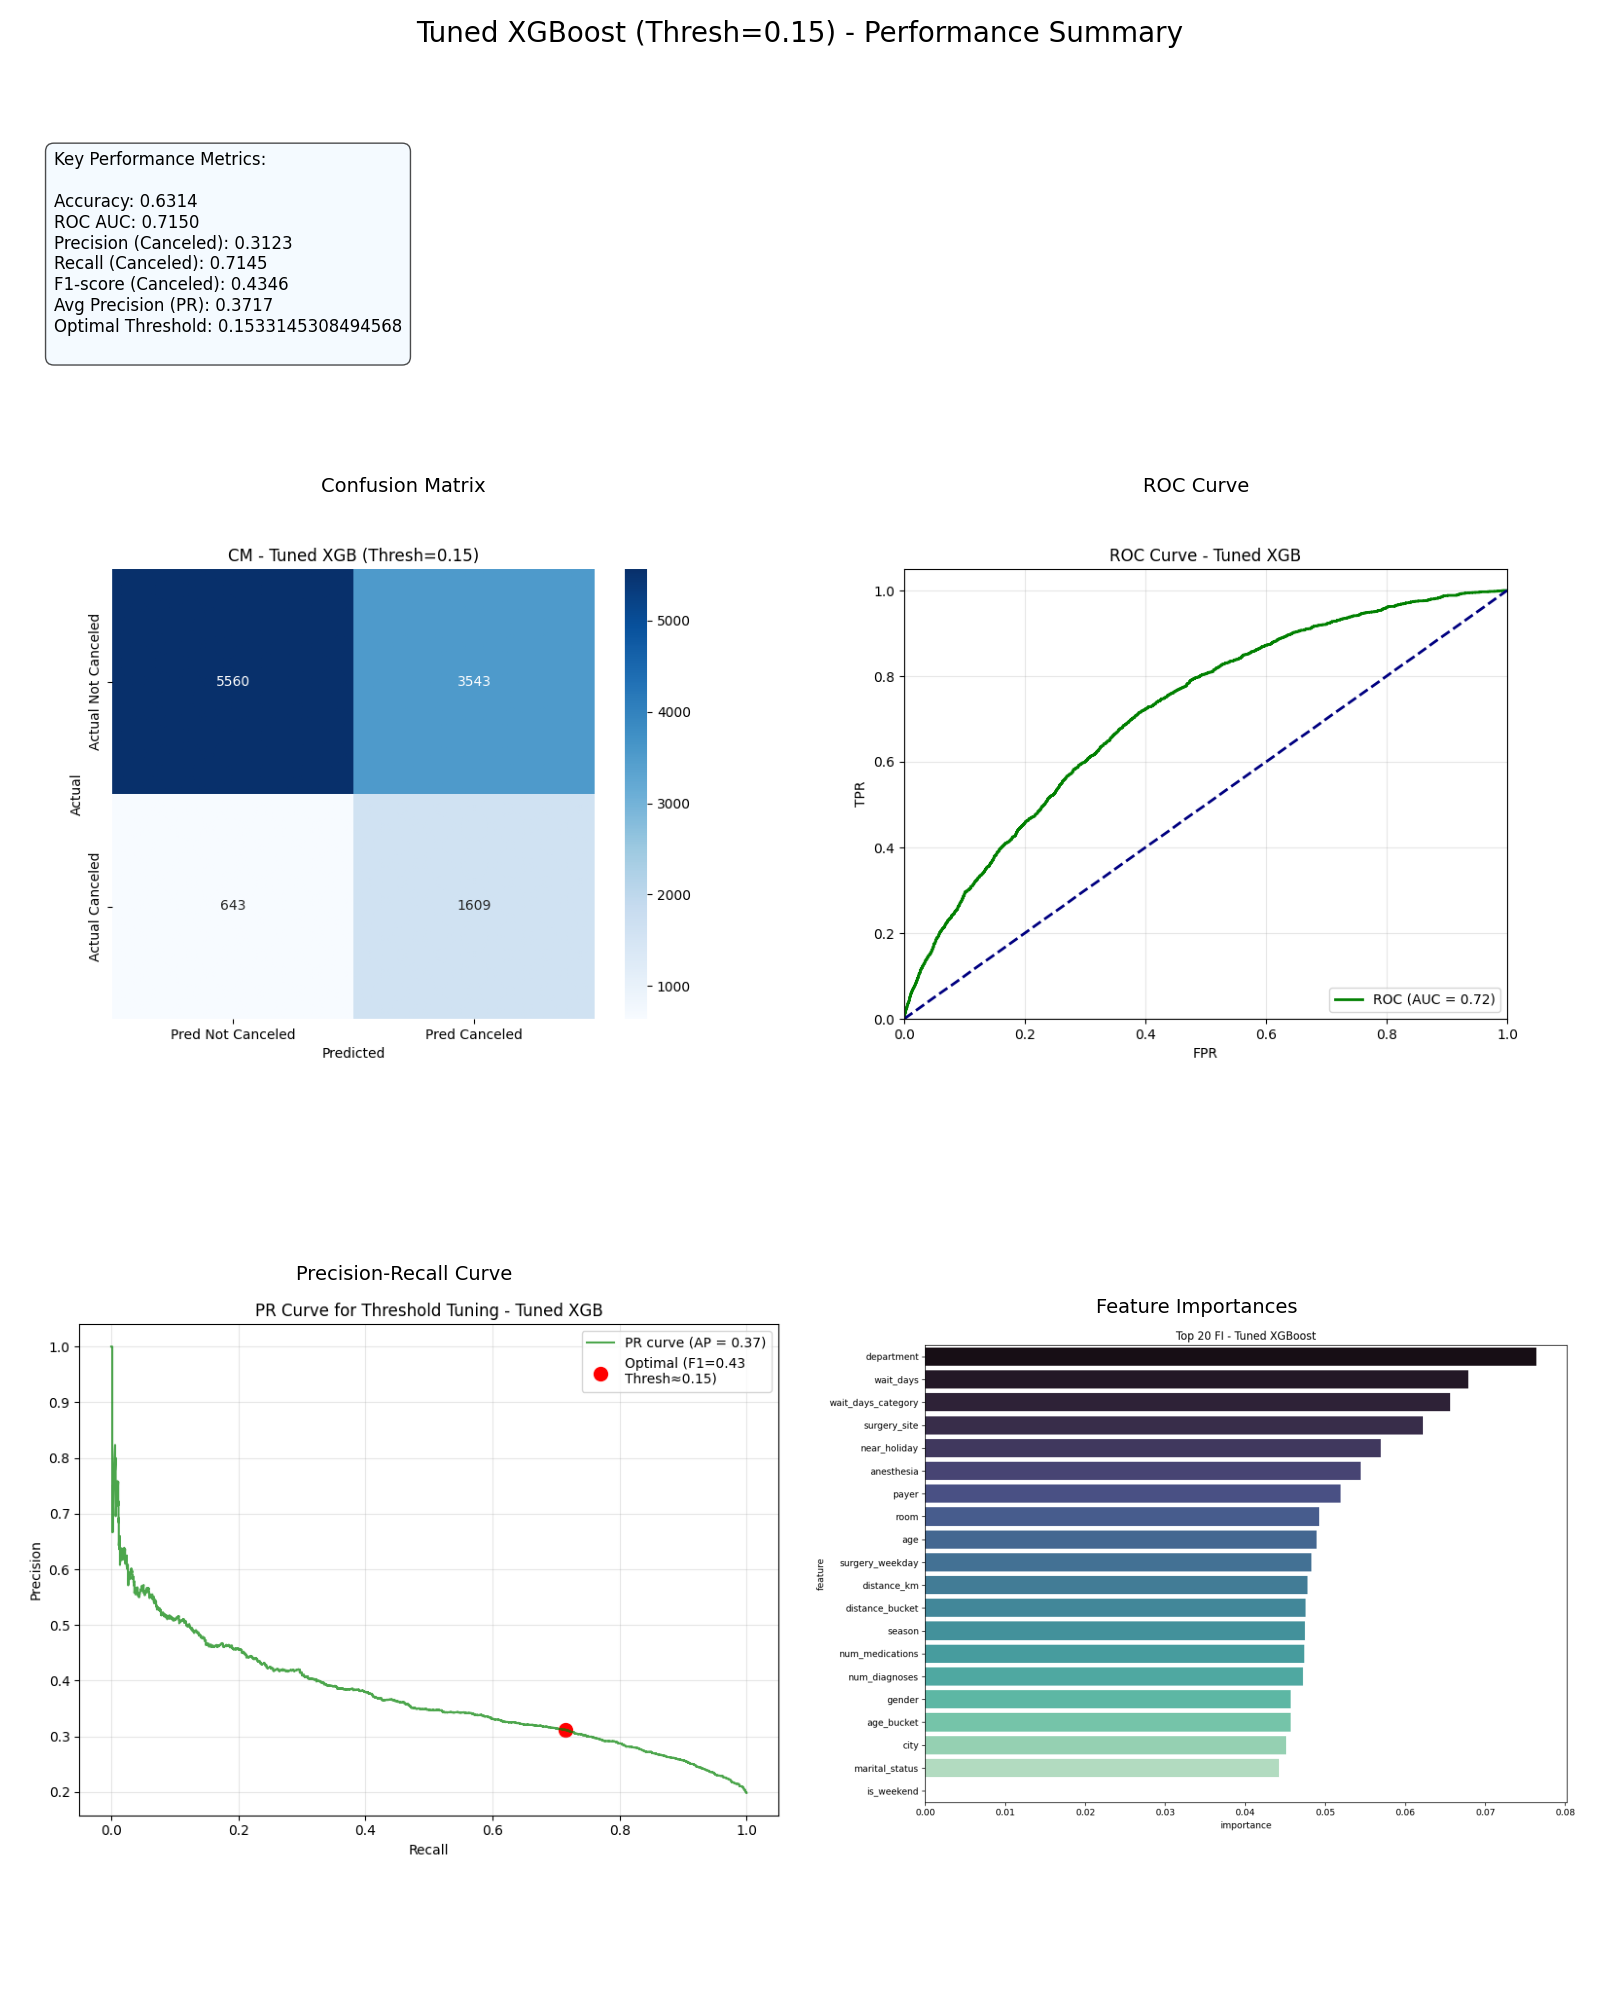 Tuned XGBoost (Thresh=0.15) - Performance Summary
Key Performance Metrics:
Accuracy: 0.6314
ROC AUC: 0.7150
Precision (Canceled): 0.3123
Recall (Canceled): 0.7145
F1-score (Canceled): 0.4346
Avg Precision (PR): 0.3717
Optimal Threshold: 0.1533145308494568
Confusion Matrix
CM - Tuned XGB (Thresh=0.15)
Actual
Actual Not Canceled
Actual Canceled
5560
3543
643
1609
Pred Not Canceled
Pred Canceled
Predicted
5000
4000
3000
2000
1000
ROC Curve
ROC Curve - Tuned XGB
TPR
1.0
0.8
0.6
0.4
0.2
0.0
ROC (AUC = 0.72)
0.0
0.2
0.4
0.6
0.8
1.0
FPR
Precision-Recall Curve
PR Curve for Threshold Tuning - Tuned XGB
Precision
1.0
0.9
0.8
0.7
0.6
0.5
0.4
0.3
0.2
PR curve (AP = 0.37)
Optimal (F1=0.43
Thresh≈0.15)
0.0
0.2
0.4
0.6
0.8
1.0
Recall
Feature Importances
Top 20 FI - Tuned XGBoost
feature
department
wait_days
wait_days_category
surgery_site
near_holiday
anesthesia
payer
room
age
surgery_weekday
distance_km
distance_bucket
season
num_medications
num_diagnoses
gender
age_bucket
city
marital_status
is_weekend
0.00
0.01
0.02
0.03
0.04
0.05
0.06
0.07
0.08
importance